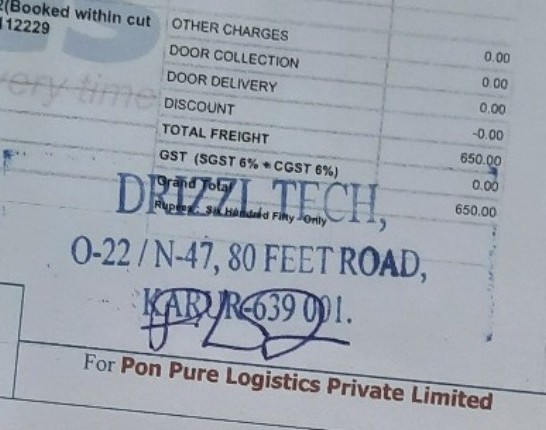 2(Booked within cut
112229
OTHER CHARGES 0.00
DOOR COLLECTION 0.00
DOOR DELIVERY 0.00
DISCOUNT -0.00
TOTAL FREIGHT 650.00
GST (SGST 6% + CGST 6%) 0.00
Grand Total 650.00
Rupees : Six Hundred Fifty Only
very time
DRIZZL TECH,
O-22 / N-47, 80 FEET ROAD,
KARUR-639 001.
For Pon Pure Logistics Private Limited